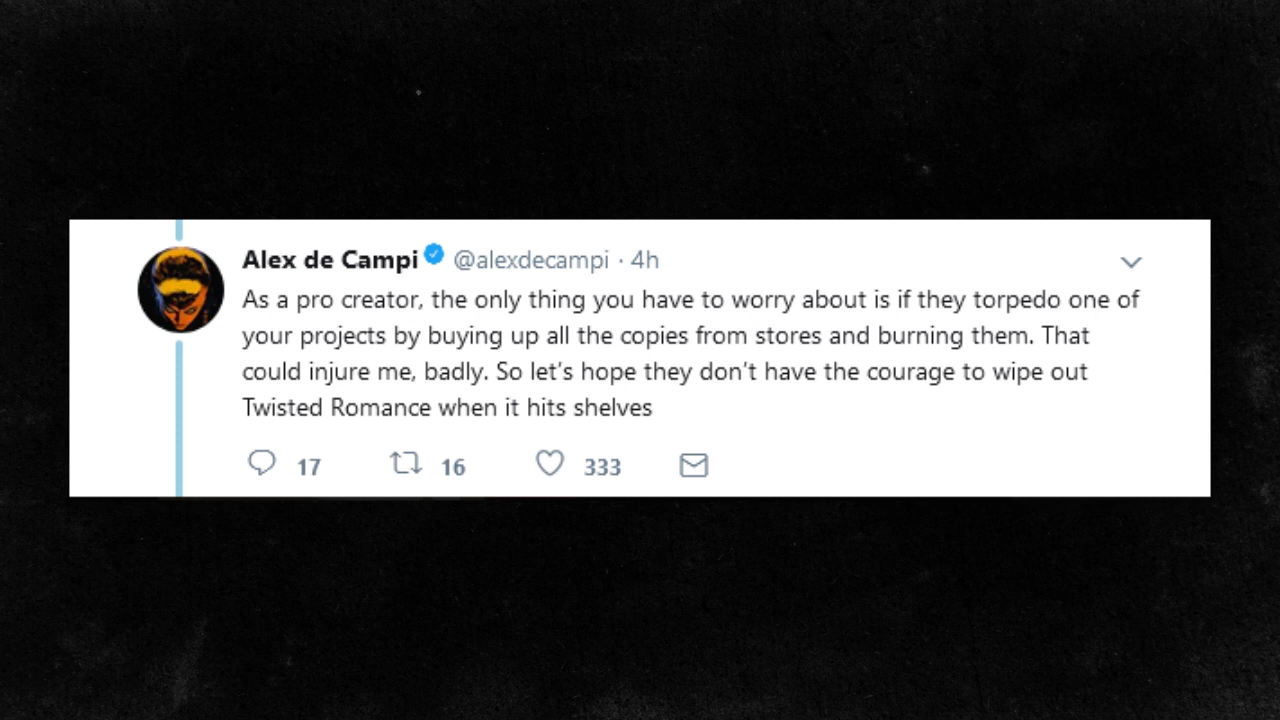 Alex de Campi @alexdecampi · 4h
As a pro creator, the only thing you have to worry about is if they torpedo one of
your projects by buying up all the copies from stores and burning them. That
could injure me, badly. So let’s hope they don’t have the courage to wipe out
Twisted Romance when it hits shelves
17 16 333